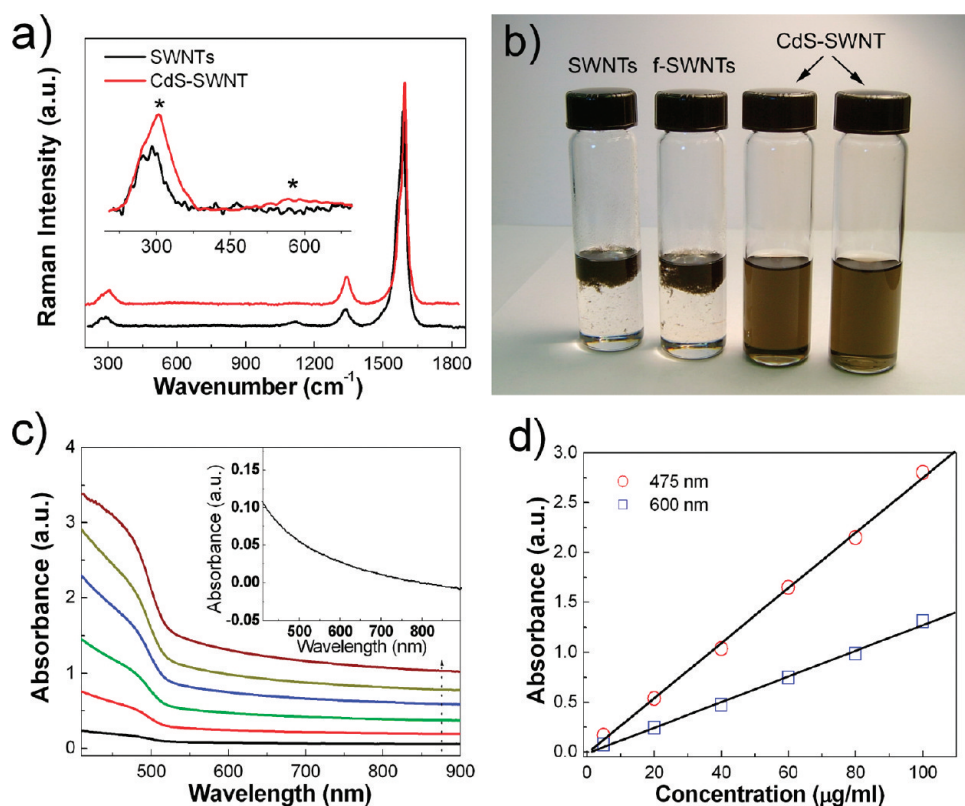 a)
SWNTs
CdS-SWNT
*
*
300 450 600
Raman Intensity (a.u.)
300 600 900 1200 1500 1800
Wavenumber (cm⁻¹)
b)
CdS-SWNT
SWNTs f-SWNTs
c)
4
3
2
1
0
Absorbance (a.u.)
0.15
0.10
0.05
0.00
-0.05
Absorbance (a.u.)
500 600 700 800
Wavelength (nm)
500 600 700 800 900
Wavelength (nm)
d)
3.0
2.5
2.0
1.5
1.0
0.5
0.0
Absorbance (a.u.)
475 nm
600 nm
0 20 40 60 80 100
Concentration (μg/ml)